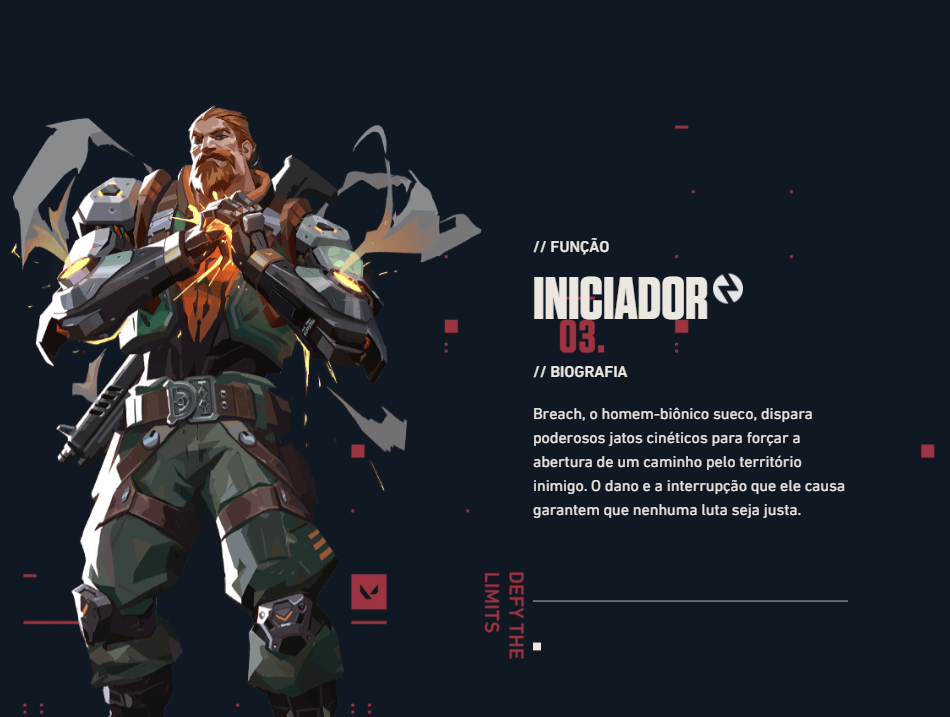 // FUNÇÃO
INICIADOR
03.
// BIOGRAFIA
Breach, o homem-biônico sueco, dispara
poderosos jatos cinéticos para forçar a
abertura de um caminho pelo território
inimigo. O dano e a interrupção que ele causa
garantem que nenhuma luta seja justa.
DEFY THE
LIMITS